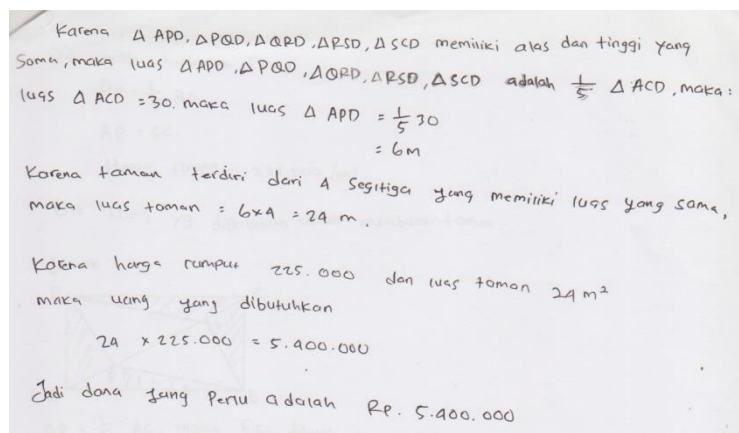 Karena Δ APD, Δ PQD, Δ QRD, Δ RSD, Δ SCD memiliki alas dan tinggi yang
Sama, maka luas Δ APD, Δ PQD, Δ QRD, Δ RSD, Δ SCD adalah 1/5 Δ ACD, maka:
luas Δ ACD = 30. maka luas Δ APD = 1/5 30
= 6m
Karena taman terdiri dari 4 segitiga yang memiliki luas yang sama,
maka luas taman = 6x4 = 24 m.
Karena harga rumput 225.000 dan luas taman 24 m²
maka uang yang dibutuhkan
24 x 225.000 = 5.400.000
Jadi dana yang perlu adalah Rp. 5.400.000